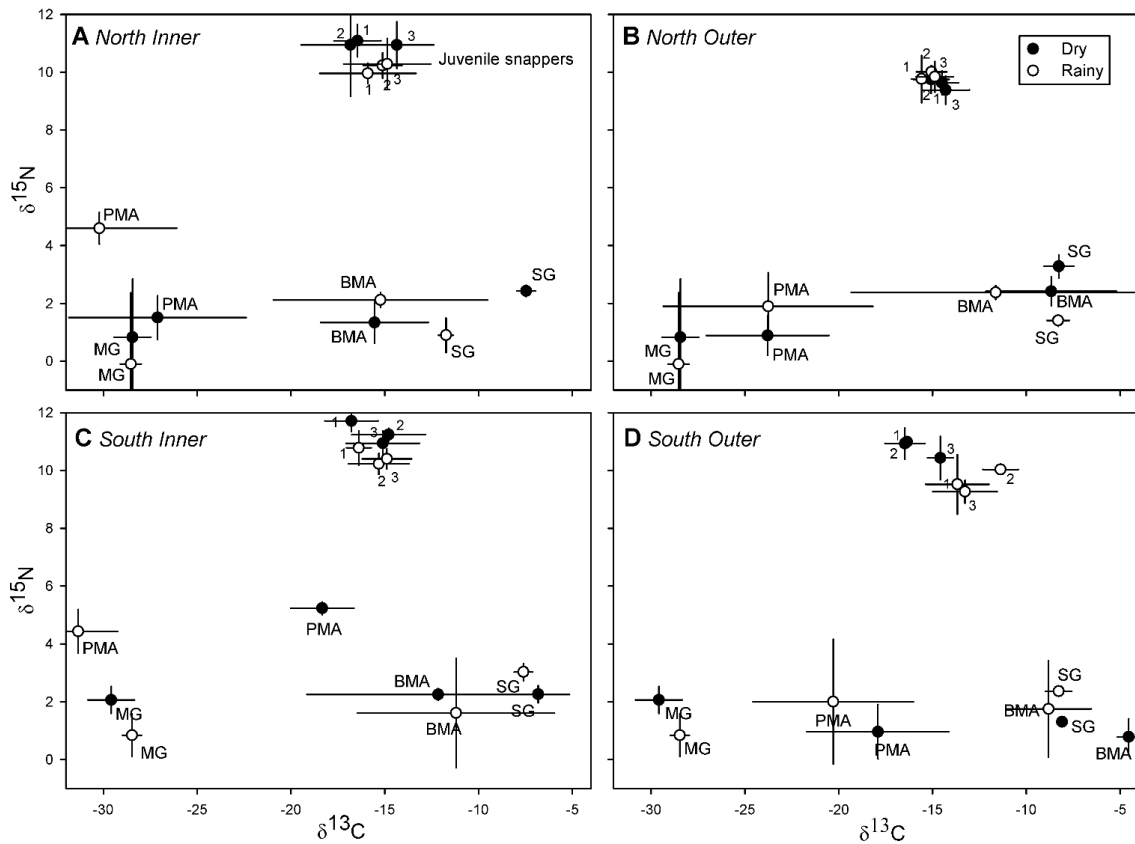 A North Inner
12
10
8
6
4
2
0
δ15N
2 1 3
Juvenile snappers
1 2 3
PMA
PMA
MG
MG
BMA
BMA
SG
SG
B North Outer
Dry
Rainy
2
1 3
2 1 3
SG
BMA
BMA
SG
PMA
PMA
MG
MG
C South Inner
12
10
8
6
4
2
0
δ15N
1 3 2
1
2 3
PMA
PMA
MG
MG
BMA
BMA
SG
SG
-30 -25 -20 -15 -10 -5
δ13C
D South Outer
1
2
3
2
1
3
PMA
PMA
MG
MG
SG
BMA
SG
BMA
-30 -25 -20 -15 -10 -5
δ13C